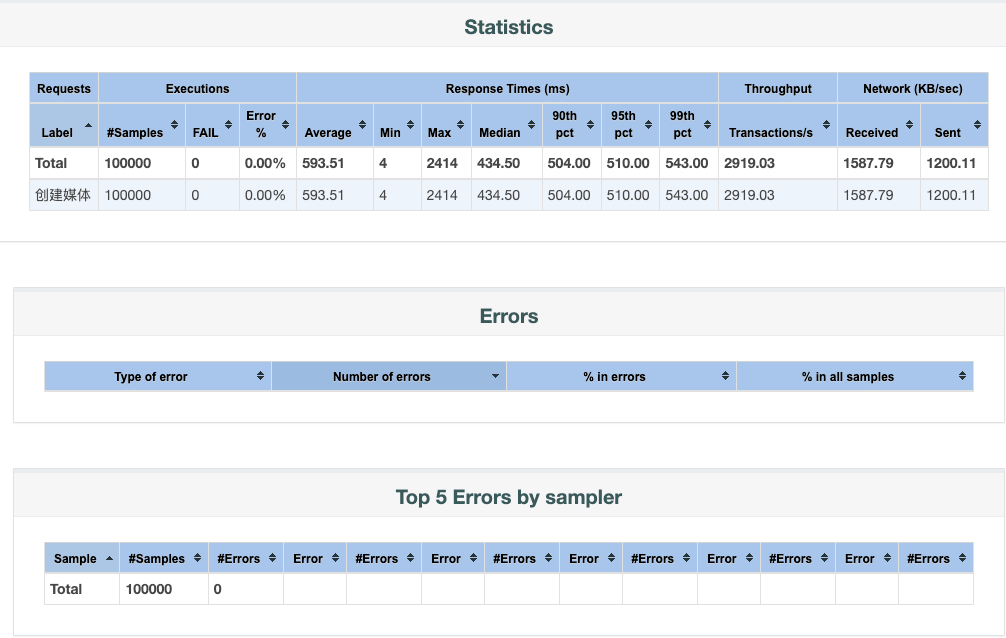 Statistics
Requests Executions Response Times (ms) Throughput Network (KB/sec)
Label #Samples FAIL Error % Average Min Max Median 90th pct 95th pct 99th pct Transactions/s Received Sent
Total 100000 0 0.00% 593.51 4 2414 434.50 504.00 510.00 543.00 2919.03 1587.79 1200.11
创建媒体 100000 0 0.00% 593.51 4 2414 434.50 504.00 510.00 543.00 2919.03 1587.79 1200.11
Errors
Type of error Number of errors % in errors % in all samples
Top 5 Errors by sampler
Sample #Samples #Errors Error #Errors Error #Errors Error #Errors Error #Errors Error #Errors
Total 100000 0